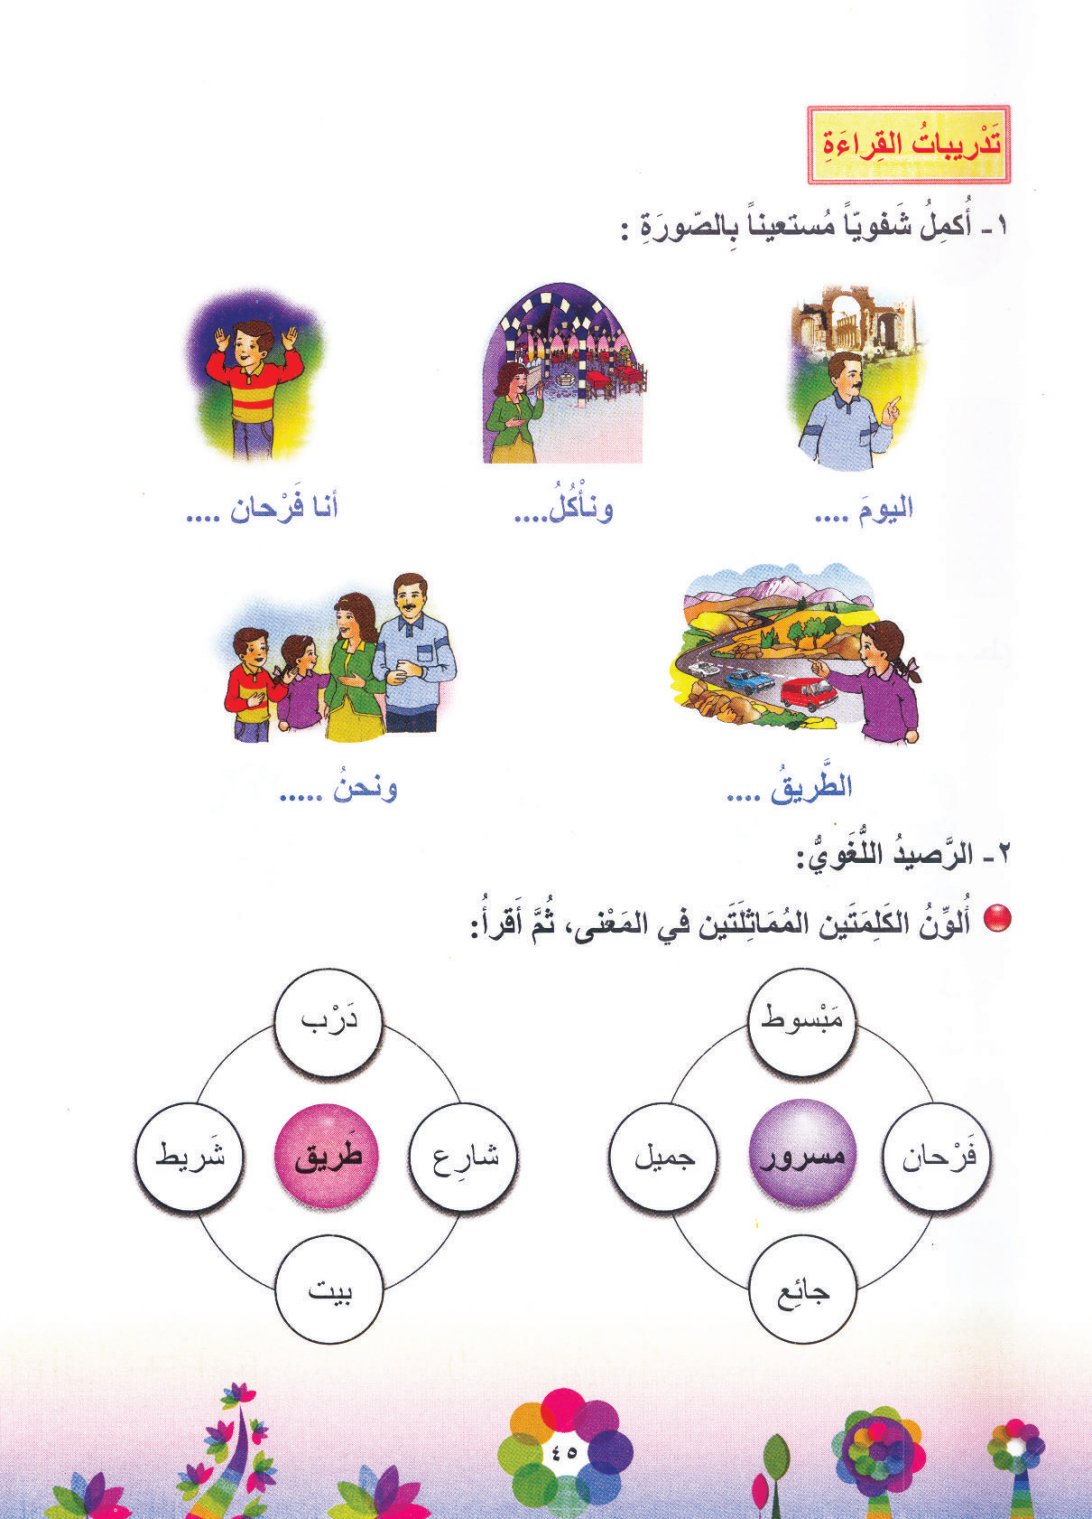 تَدْريباتُ القِراءَةِ
١- أُكمِلُ شَفويّاً مُستعيناً بِالصّورَةِ :
اليومَ ....
ونأْكُلُ....
أنا فَرْحان ....
الطَّريقُ ....
ونحنُ .....
٢- الرَّصيدُ اللُّغَويُّ:
أُلوِّنُ الكَلِمَتَين المُمَاثِلَتَين في المَعْنى، ثُمَّ أَقرأُ:
مَبْسوط
فَرْحان
مسرور
جميل
جائِع
دَرْب
شارِع
طَريق
شَريط
بيت
٤٥